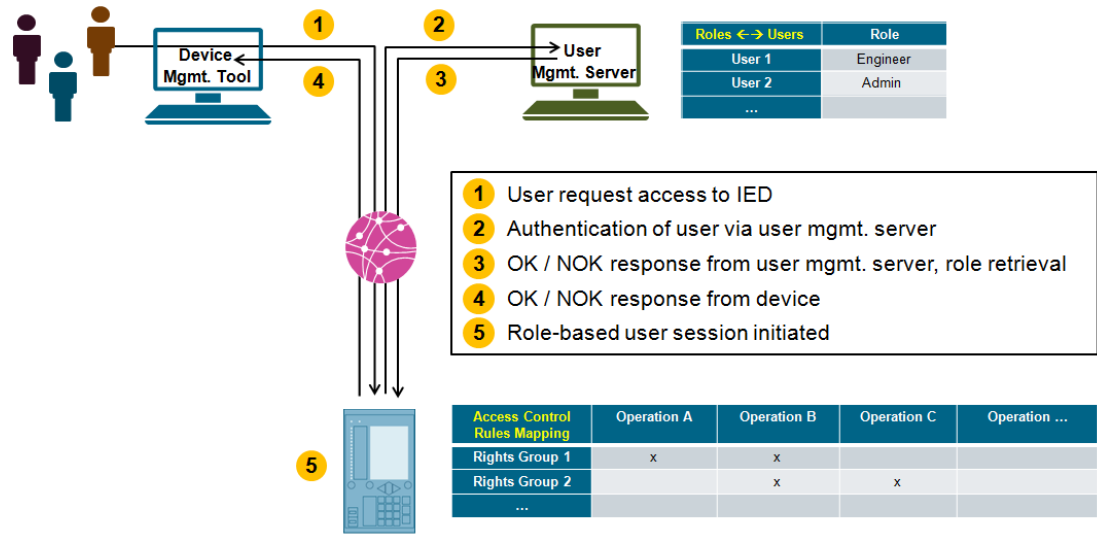 1
2
Device
Mgmt. Tool
User
Mgmt. Server
4
3
Roles ←→ Users Role
User 1 Engineer
User 2 Admin
...
1 User request access to IED
2 Authentication of user via user mgmt. server
3 OK / NOK response from user mgmt. server, role retrieval
4 OK / NOK response from device
5 Role-based user session initiated
5
Access Control
Rules Mapping Operation A Operation B Operation C Operation ...
Rights Group 1 x x
Rights Group 2 x x
...